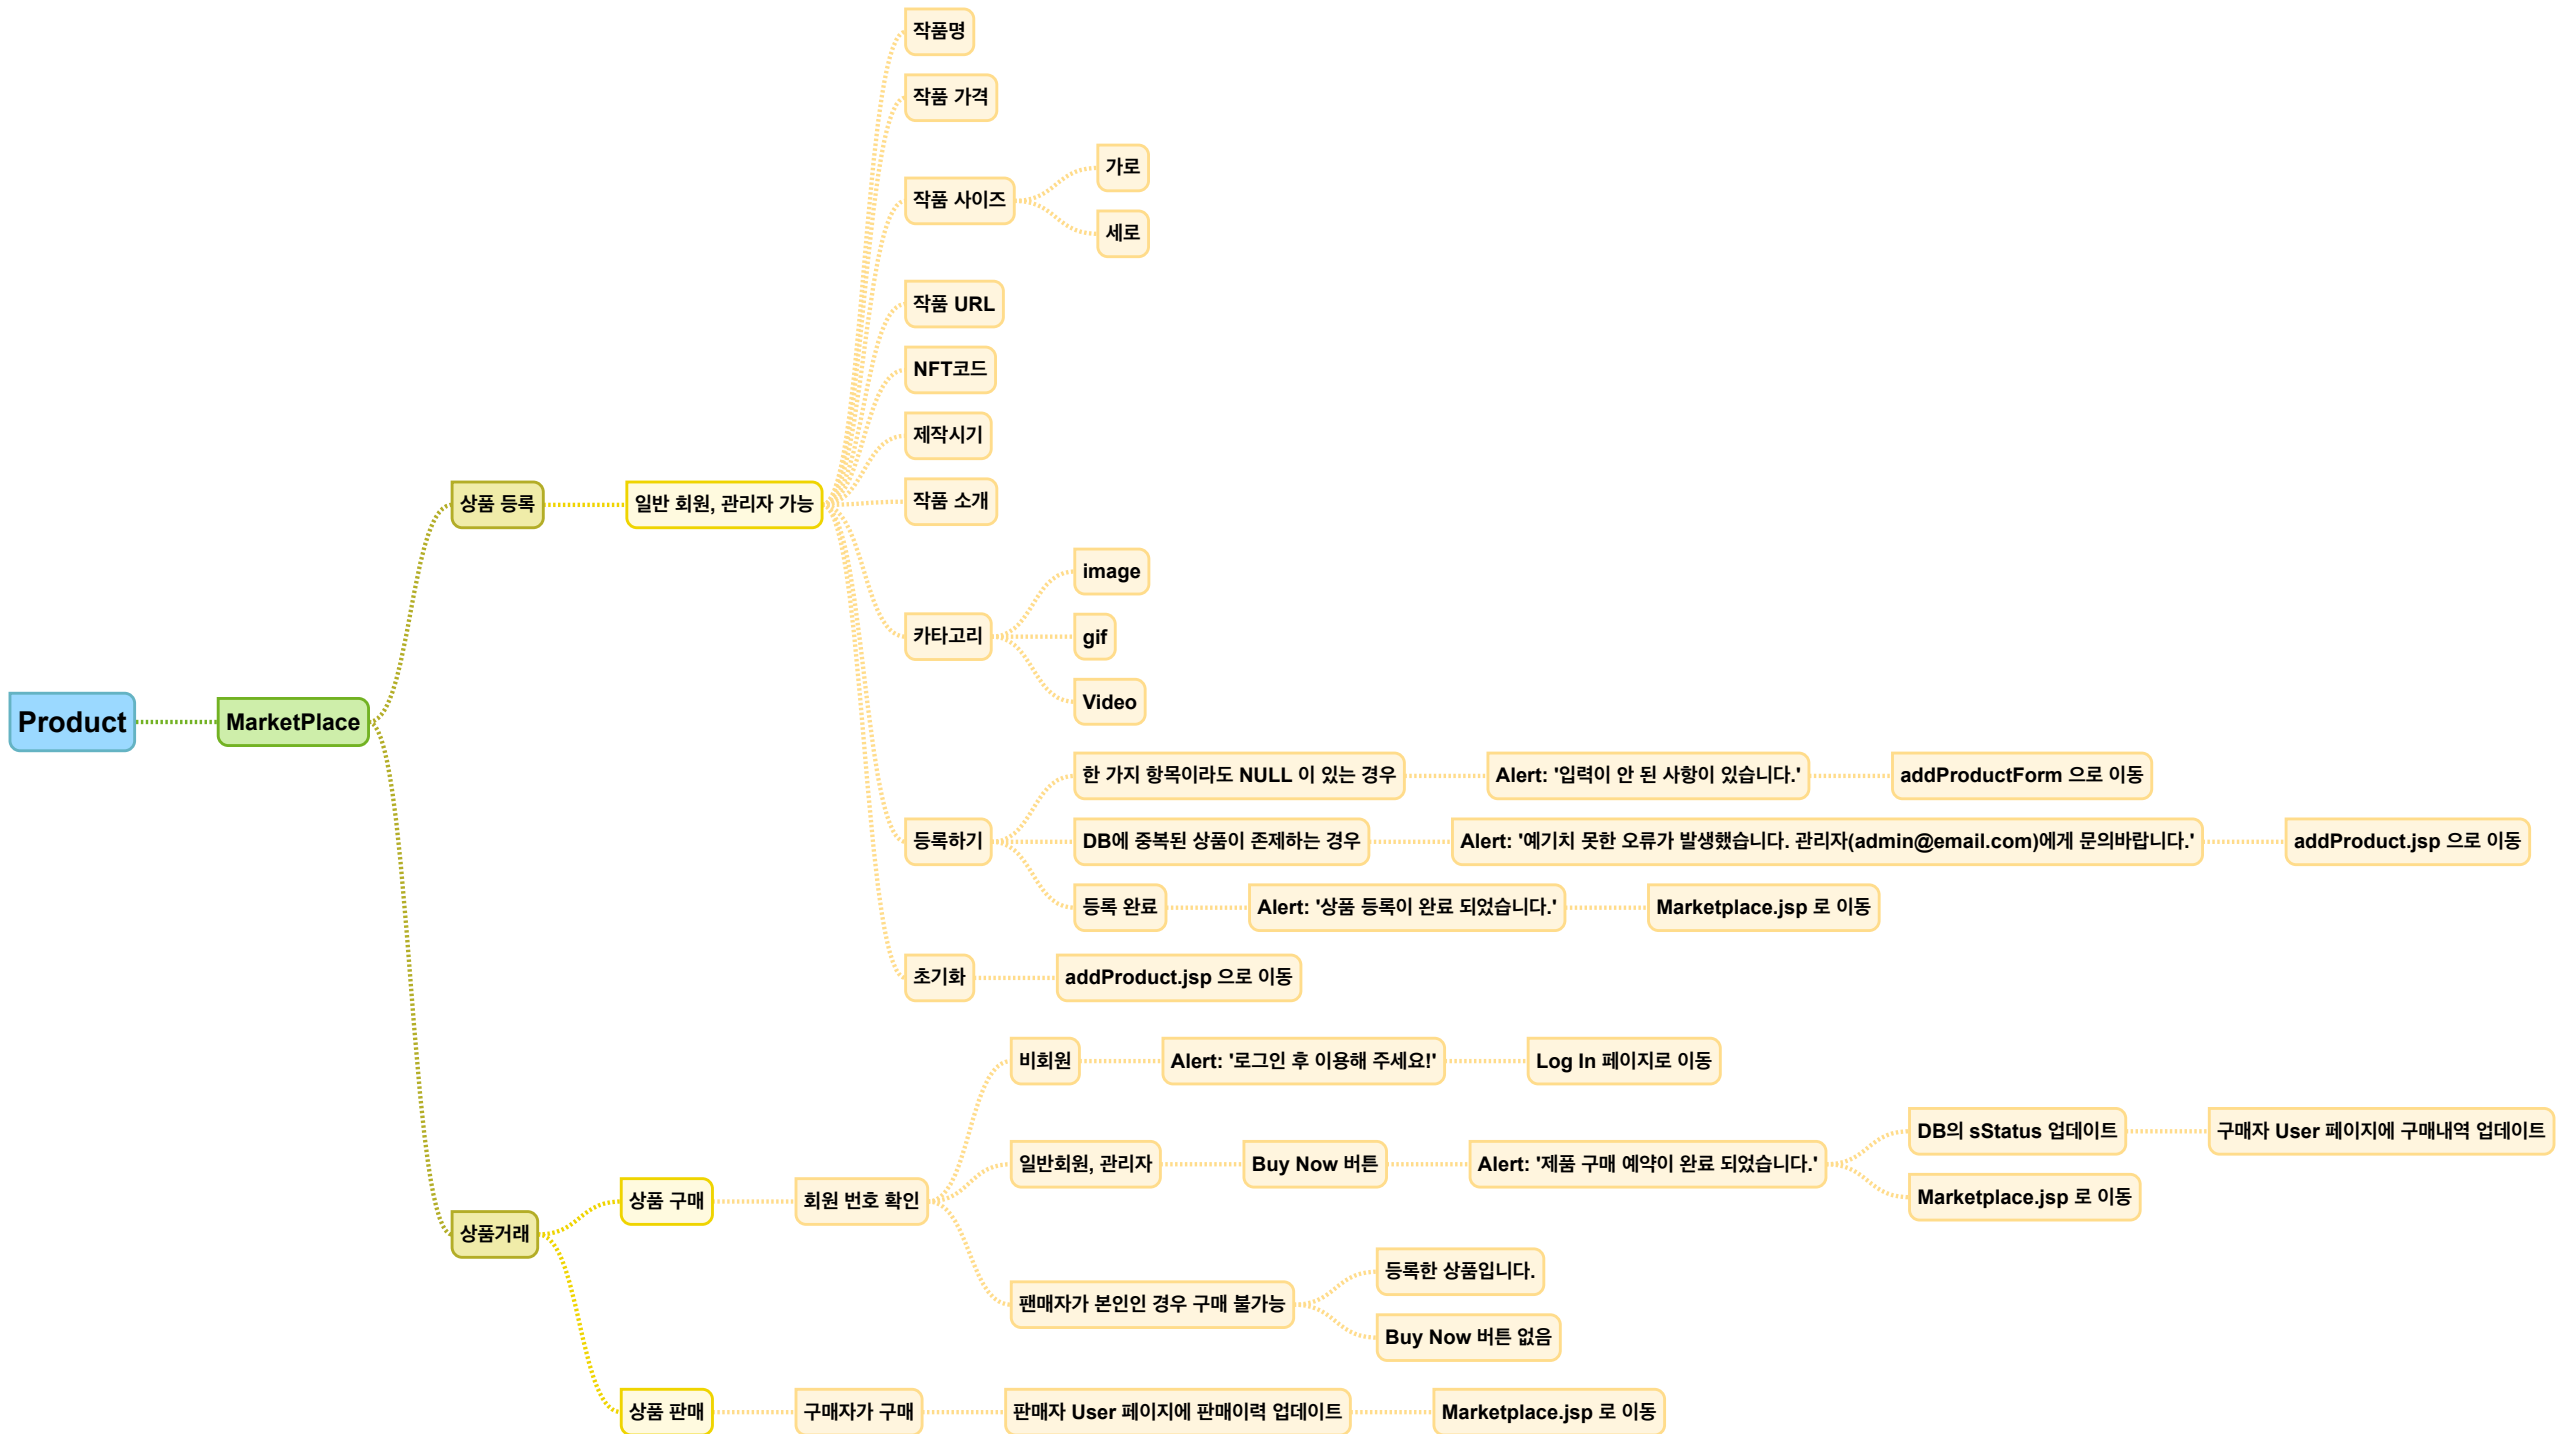 Product
MarketPlace
상품 등록
일반 회원, 관리자 가능
작품명
작품 가격
작품 사이즈
가로
세로
작품 URL
NFT코드
제작시기
작품 소개
카타고리
image
gif
Video
등록하기
한 가지 항목이라도 NULL 이 있는 경우
Alert: '입력이 안 된 사항이 있습니다.'
addProductForm 으로 이동
DB에 중복된 상품이 존재하는 경우
Alert: '예기치 못한 오류가 발생했습니다. 관리자(admin@email.com)에게 문의바랍니다.'
addProduct.jsp 으로 이동
등록 완료
Alert: '상품 등록이 완료 되었습니다.'
Marketplace.jsp 로 이동
초기화
addProduct.jsp 으로 이동
상품거래
상품 구매
회원 번호 확인
비회원
Alert: '로그인 후 이용해 주세요!'
Log In 페이지로 이동
일반회원, 관리자
Buy Now 버튼
Alert: '제품 구매 예약이 완료 되었습니다.'
DB의 sStatus 업데이트
구매자 User 페이지에 구매내역 업데이트
Marketplace.jsp 로 이동
팬매자가 본인인 경우 구매 불가능
등록한 상품입니다.
Buy Now 버튼 없음
상품 판매
구매자가 구매
판매자 User 페이지에 판매이력 업데이트
Marketplace.jsp 로 이동